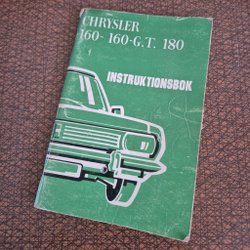 CHRYSLER
160- 160-G.T. 180
INSTRUKTIONSBOK